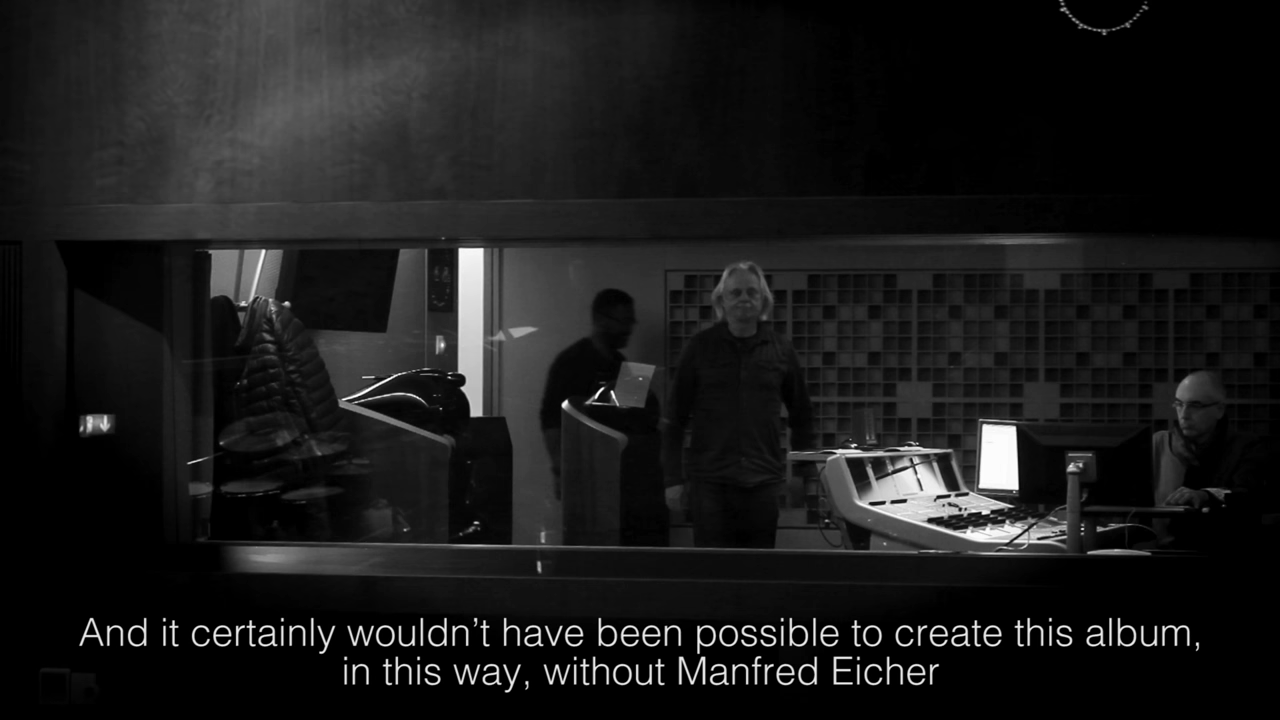 And it certainly wouldn’t have been possible to create this album,
in this way, without Manfred Eicher